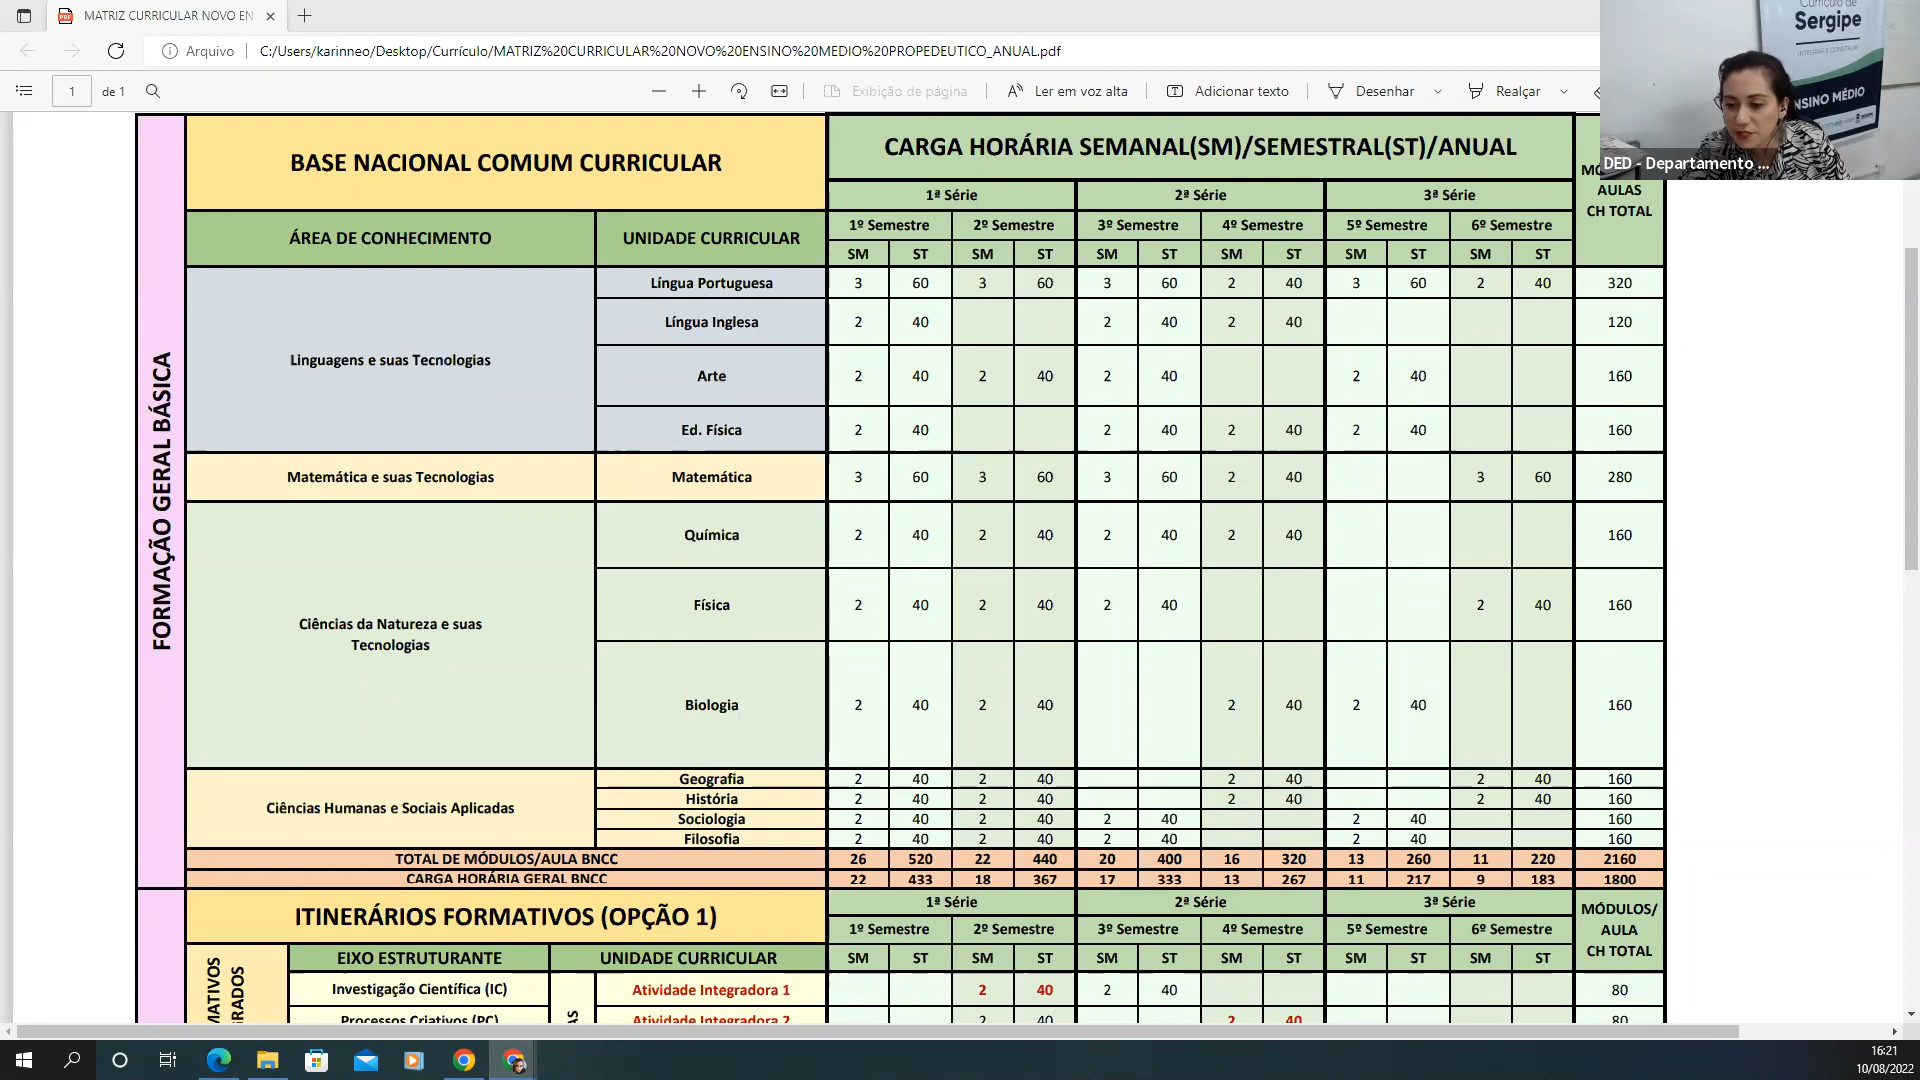 MATRIZ CURRICULAR NOVO EN
Arquivo
C:/Users/karinneo/Desktop/Currículo/MATRIZ%20CURRICULAR%20NOVO%20ENSINO%20MEDIO%20PROPEDEUTICO_ANUAL.pdf
1 de 1
Exibição de página
Ler em voz alta
Adicionar texto
Desenhar
Realçar
Currículo de
Sergipe
INTEGRAR E CONSTRUIR
ENSINO MÉDIO
DED - Departamento ...
FORMAÇÃO GERAL BÁSICA
BASE NACIONAL COMUM CURRICULAR
CARGA HORÁRIA SEMANAL(SM)/SEMESTRAL(ST)/ANUAL
AULAS
CH TOTAL
1ª Série 2ª Série 3ª Série
ÁREA DE CONHECIMENTO UNIDADE CURRICULAR
1º Semestre 2º Semestre 3º Semestre 4º Semestre 5º Semestre 6º Semestre
SM ST SM ST SM ST SM ST SM ST SM ST
Linguagens e suas Tecnologias
Língua Portuguesa 3 60 3 60 3 60 2 40 3 60 2 40 320
Língua Inglesa 2 40 2 40 2 40 120
Arte 2 40 2 40 2 40 2 40 160
Ed. Física 2 40 2 40 2 40 2 40 160
Matemática e suas Tecnologias Matemática 3 60 3 60 3 60 2 40 3 60 280
Ciências da Natureza e suas
Tecnologias
Química 2 40 2 40 2 40 2 40 160
Física 2 40 2 40 2 40 2 40 160
Biologia 2 40 2 40 2 40 2 40 160
Ciências Humanas e Sociais Aplicadas
Geografia 2 40 2 40 2 40 2 40 160
História 2 40 2 40 2 40 2 40 160
Sociologia 2 40 2 40 2 40 2 40 160
Filosofia 2 40 2 40 2 40 2 40 160
TOTAL DE MÓDULOS/AULA BNCC 26 520 22 440 20 400 16 320 13 260 11 220 2160
CARGA HORÁRIA GERAL BNCC 22 433 18 367 17 333 13 267 11 217 9 183 1800
ITINERÁRIOS FORMATIVOS (OPÇÃO 1)
1ª Série 2ª Série 3ª Série
MÓDULOS/
AULA
CH TOTAL
1º Semestre 2º Semestre 3º Semestre 4º Semestre 5º Semestre 6º Semestre
EIXO ESTRUTURANTE UNIDADE CURRICULAR
SM ST SM ST SM ST SM ST SM ST SM ST
Investigação Científica (IC) Atividade Integradora 1 2 40 2 40 80
Processos Criativos (PC) Atividade Integradora 2 2 40 2 40 80
16:21
10/08/2022